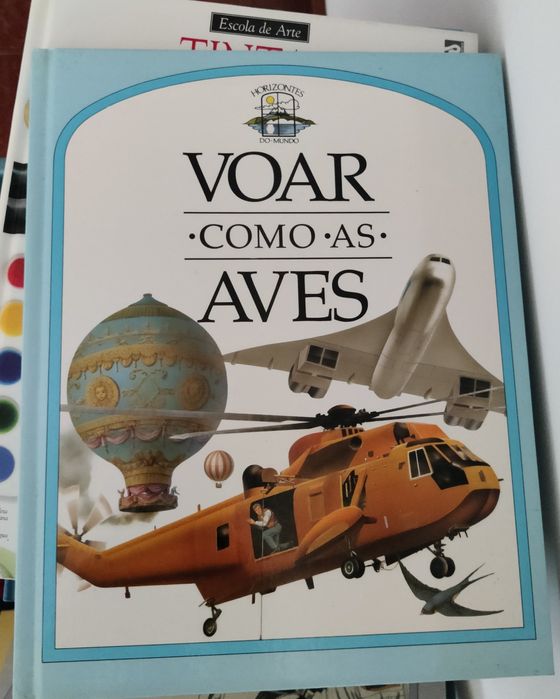 Escola de Arte
HORIZONTES
DO·MUNDO
VOAR
·COMO·AS·
AVES